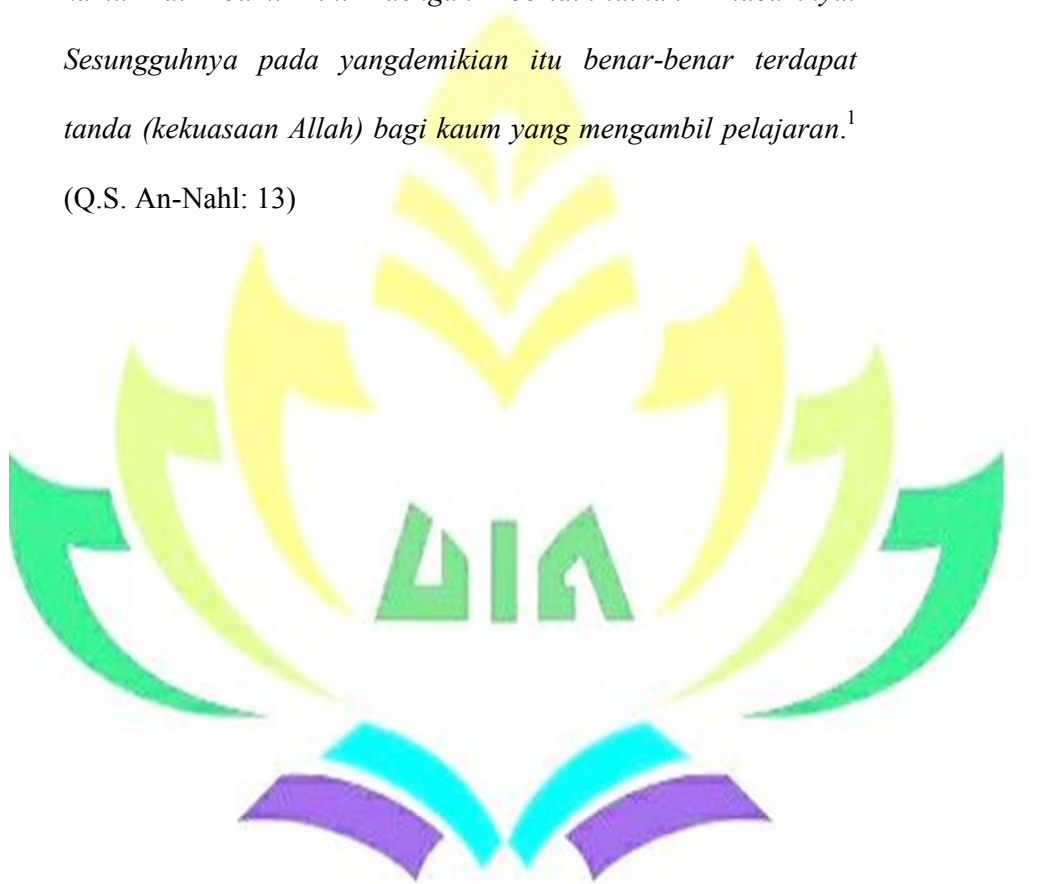 Sesungguhnya pada yangdemikian itu benar-benar terdapat
tanda (kekuasaan Allah) bagi kaum yang mengambil pelajaran.¹
(Q.S. An-Nahl: 13)
UIN